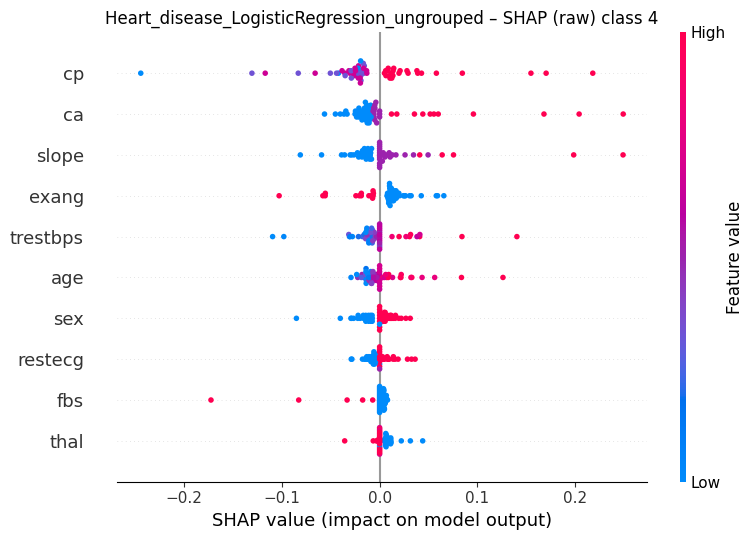 Heart_disease_LogisticRegression_ungrouped – SHAP (raw) class 4
High
cp
ca
slope
exang
trestbps
age
sex
restecg
fbs
thal
Feature value
Low
−0.2
−0.1
0.0
0.1
0.2
SHAP value (impact on model output)